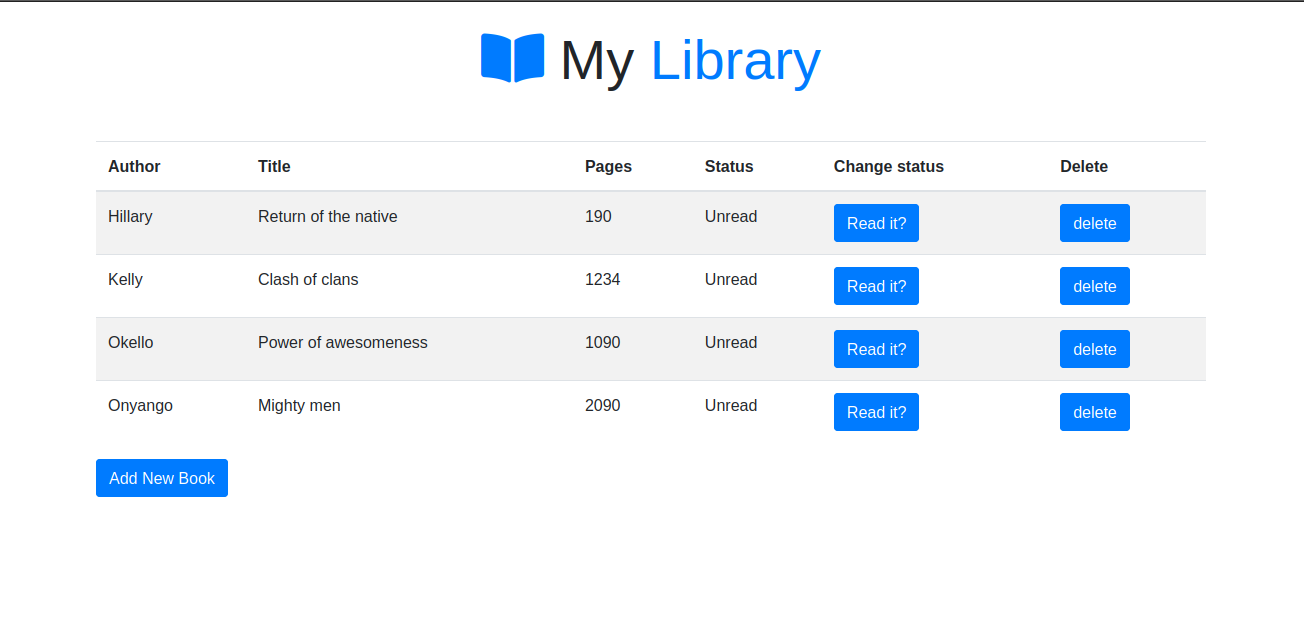 My Library
Author Title Pages Status Change status Delete
Hillary Return of the native 190 Unread Read it? delete
Kelly Clash of clans 1234 Unread Read it? delete
Okello Power of awesomeness 1090 Unread Read it? delete
Onyango Mighty men 2090 Unread Read it? delete
Add New Book